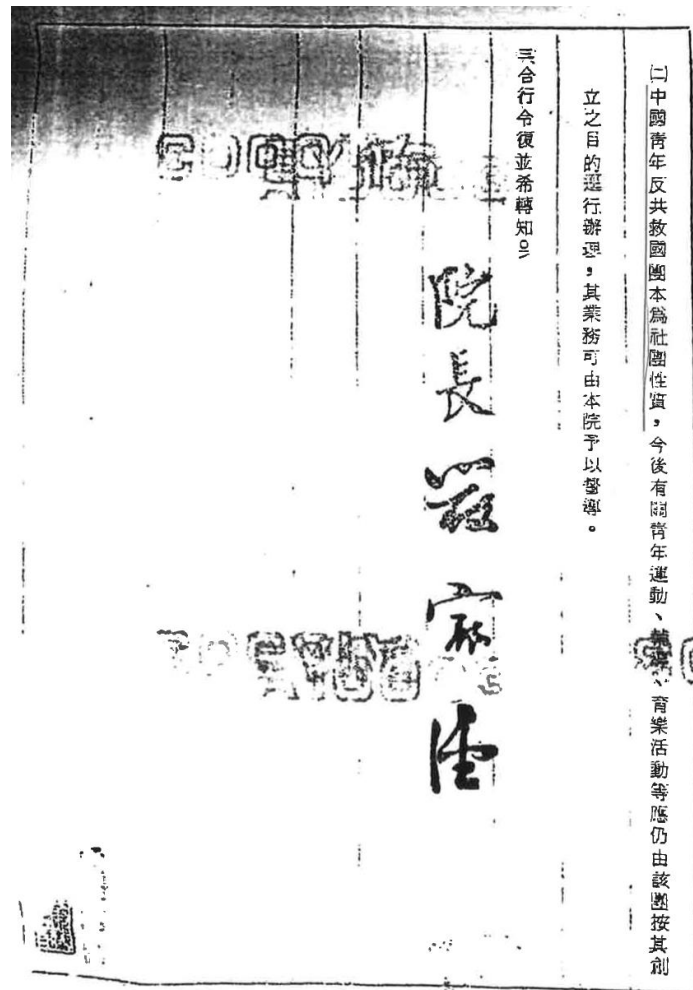 ㈡中國青年反共救國團本為社團性質，今後有關青年運動、輔導、育樂活動等應仍由該團按其創
立之目的進行辦理，其業務可由本院予以督導。
三、合行令復並希轉知。
院長嚴家淦
COPY
COPY